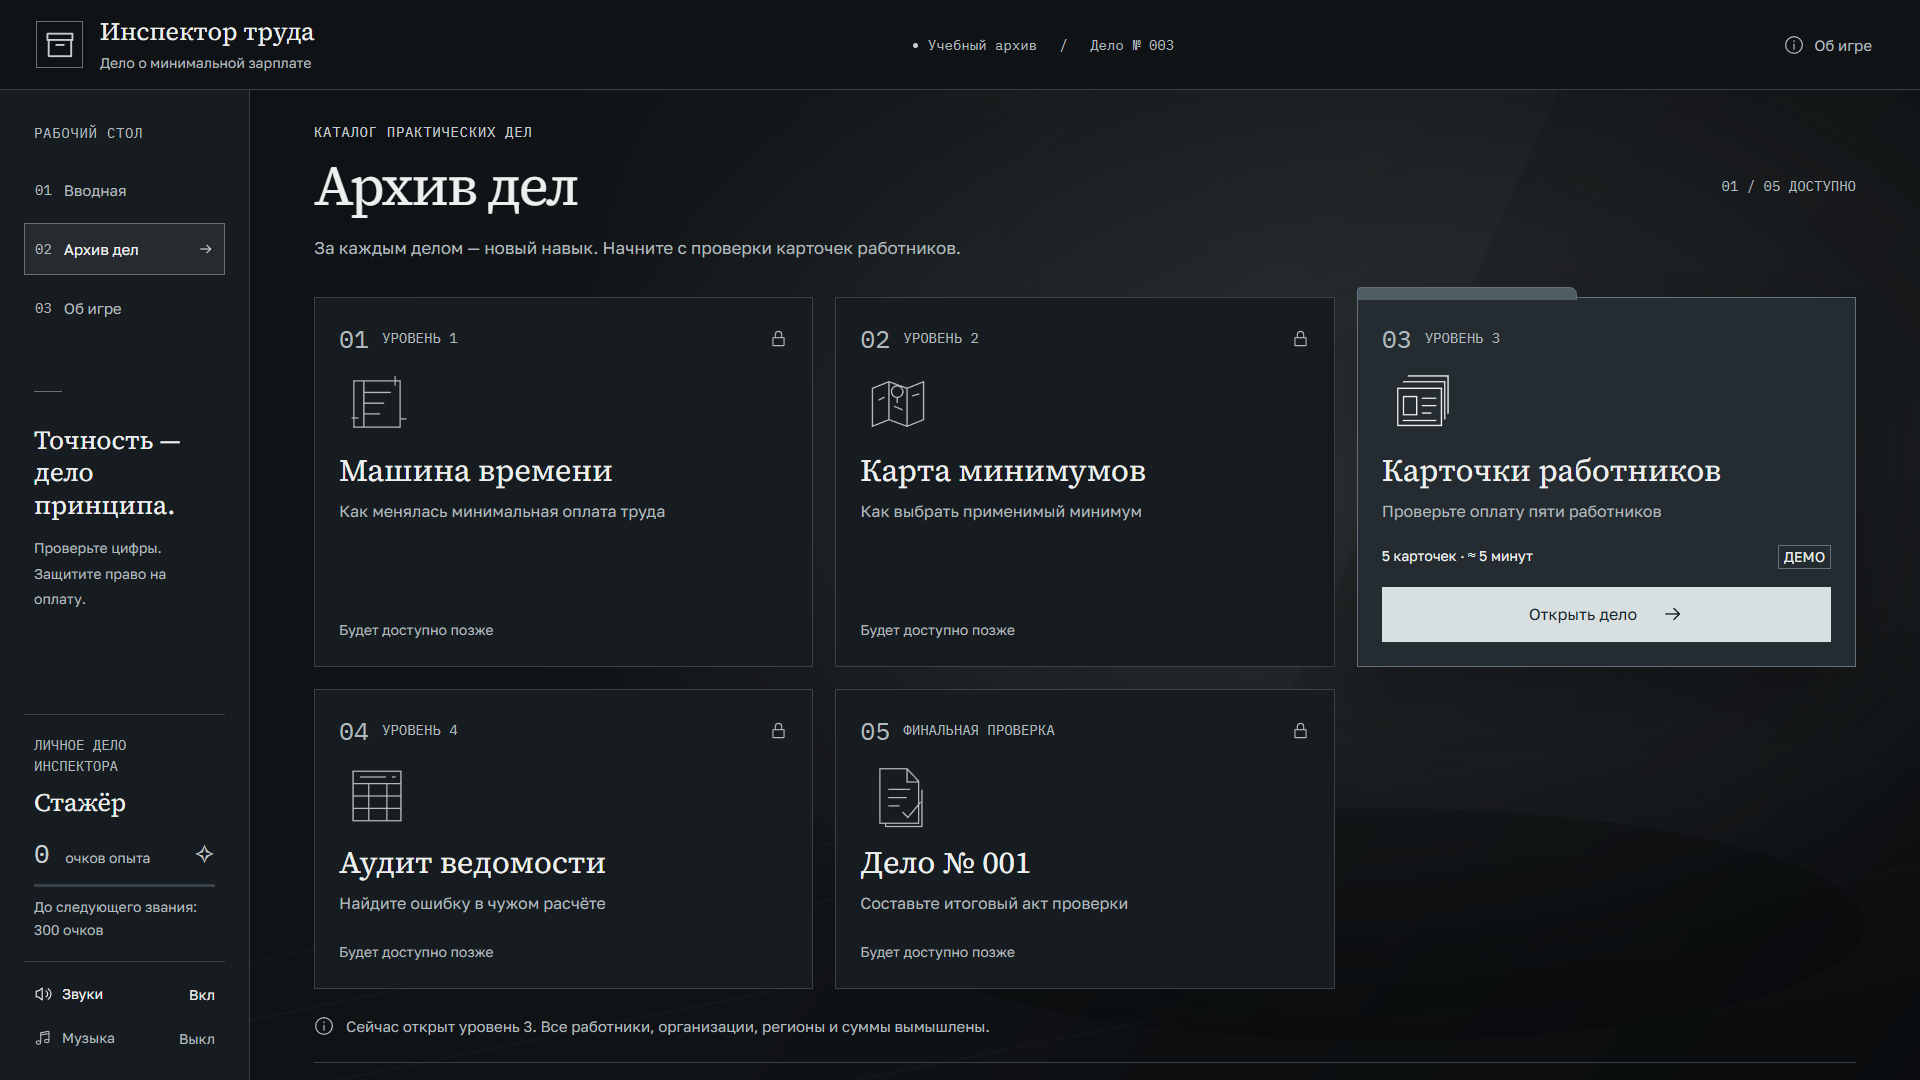 Инспектор труда
Дело о минимальной зарплате
• Учебный архив / Дело № 003
Об игре
РАБОЧИЙ СТОЛ
01 Вводная
02 Архив дел →
03 Об игре
Точность —
дело
принципа.
Проверьте цифры.
Защитите право на
оплату.
ЛИЧНОЕ ДЕЛО
ИНСПЕКТОРА
Стажёр
0 очков опыта
До следующего звания:
300 очков
Звуки Вкл
Музыка Выкл
КАТАЛОГ ПРАКТИЧЕСКИХ ДЕЛ
Архив дел
01 / 05 ДОСТУПНО
За каждым делом — новый навык. Начните с проверки карточек работников.
01 УРОВЕНЬ 1
Машина времени
Как менялась минимальная оплата труда
Будет доступно позже
02 УРОВЕНЬ 2
Карта минимумов
Как выбрать применимый минимум
Будет доступно позже
03 УРОВЕНЬ 3
Карточки работников
Проверьте оплату пяти работников
5 карточек · ≈ 5 минут
ДЕМО
Открыть дело →
04 УРОВЕНЬ 4
Аудит ведомости
Найдите ошибку в чужом расчёте
Будет доступно позже
05 ФИНАЛЬНАЯ ПРОВЕРКА
Дело № 001
Составьте итоговый акт проверки
Будет доступно позже
Сейчас открыт уровень 3. Все работники, организации, регионы и суммы вымышлены.